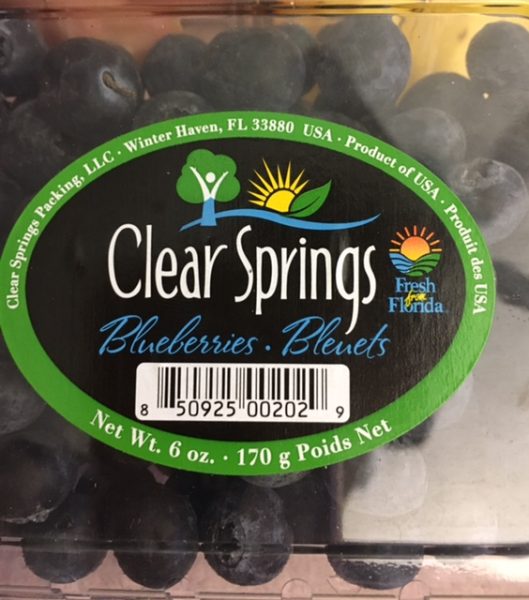 Clear Springs Packing, LLC · Winter Haven, FL 33880 USA · Product of USA · Produit des USA
Clear Springs
Fresh
from
Florida
Blueberries · Bleuets
8 50925 00202 9
Net Wt. 6 oz. · 170 g Poids Net